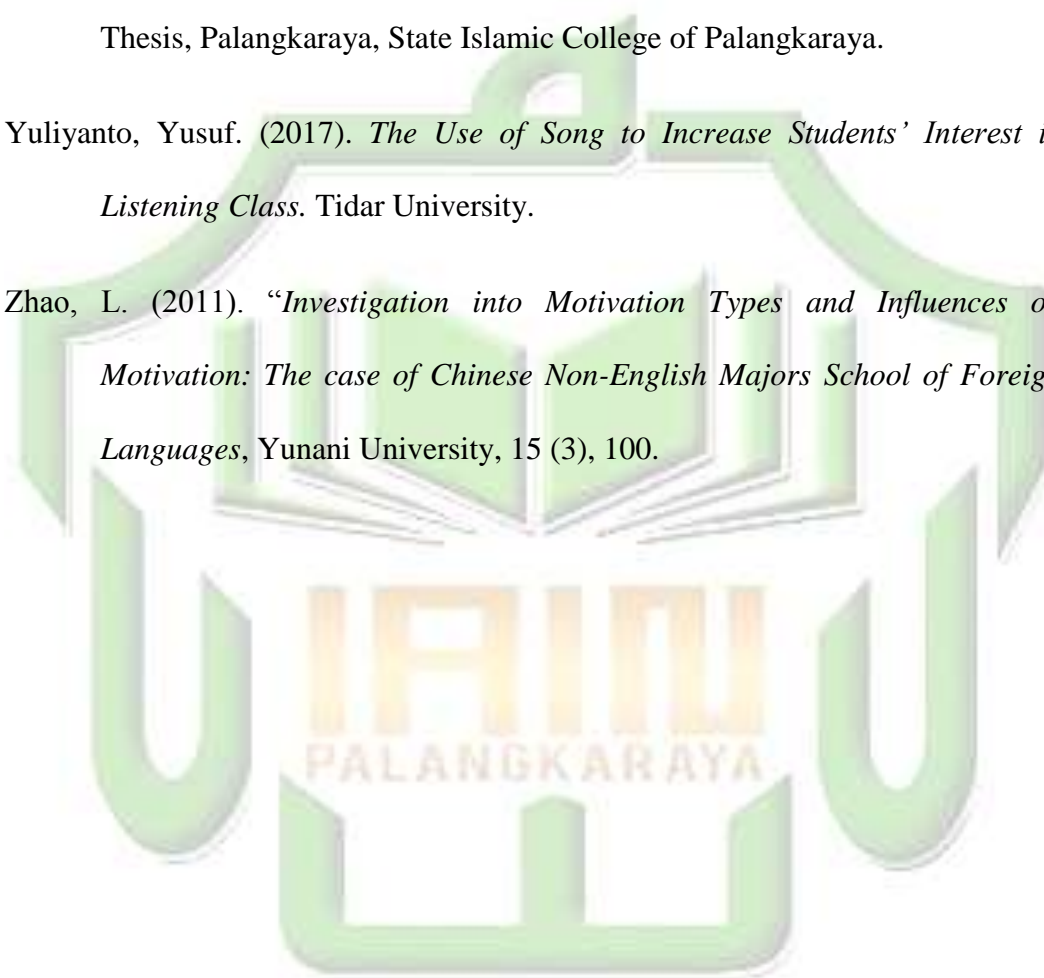 Thesis, Palangkaraya, State Islamic College of Palangkaraya.
Yuliyanto, Yusuf. (2017). The Use of Song to Increase Students’ Interest i
Listening Class. Tidar University.
Zhao, L. (2011). “Investigation into Motivation Types and Influences o
Motivation: The case of Chinese Non-English Majors School of Foreig
Languages, Yunani University, 15 (3), 100.
IAIN
PALANGKARAYA